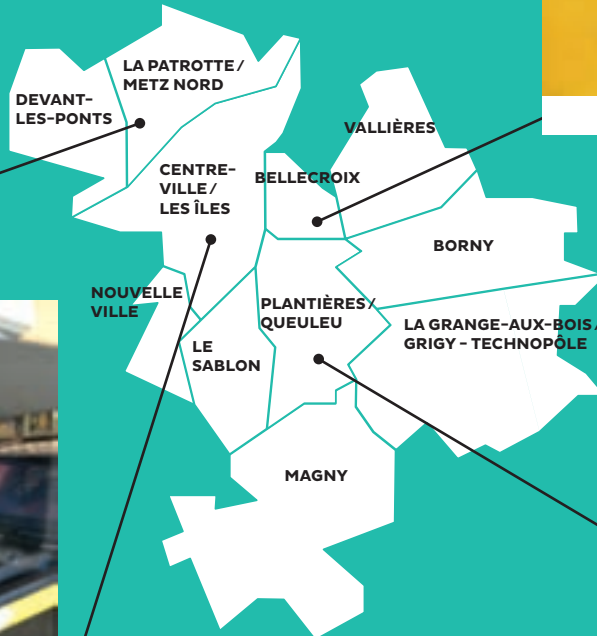 LA PATROTTE /
METZ NORD
DEVANT-
LES-PONTS
VALLIÈRES
CENTRE-
VILLE /
LES ÎLES
BELLECROIX
BORNY
NOUVELLE
VILLE
PLANTIÈRES/
QUEULEU
LA GRANGE-AUX-BOIS/
GRIGY - TECHNOPÔLE
LE
SABLON
MAGNY